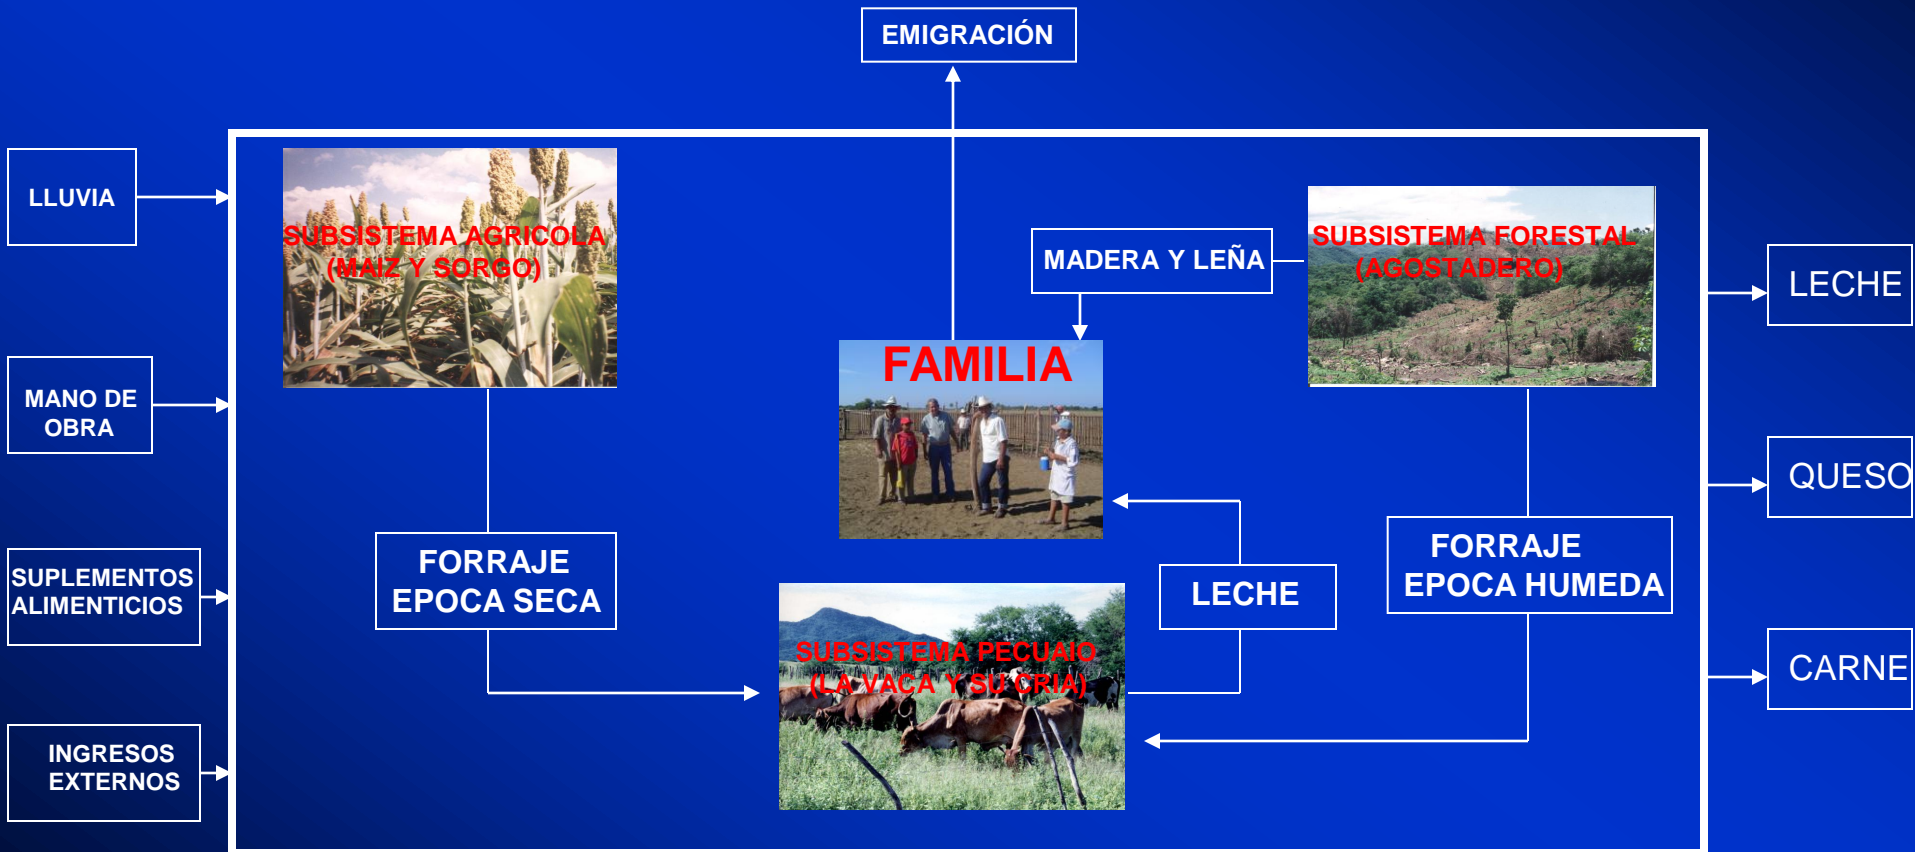 EMIGRACIÓN
LLUVIA
MANO DE
OBRA
SUPLEMENTOS
ALIMENTICIOS
INGRESOS
EXTERNOS
SUBSISTEMA AGRICOLA
(MAIZ Y SORGO)
FORRAJE
EPOCA SECA
MADERA Y LEÑA
FAMILIA
SUBSISTEMA PECUAIO
(LA VACA Y SU CRIA)
LECHE
SUBSISTEMA FORESTAL
(AGOSTADERO)
FORRAJE
EPOCA HUMEDA
LECHE
QUESO
CARNE